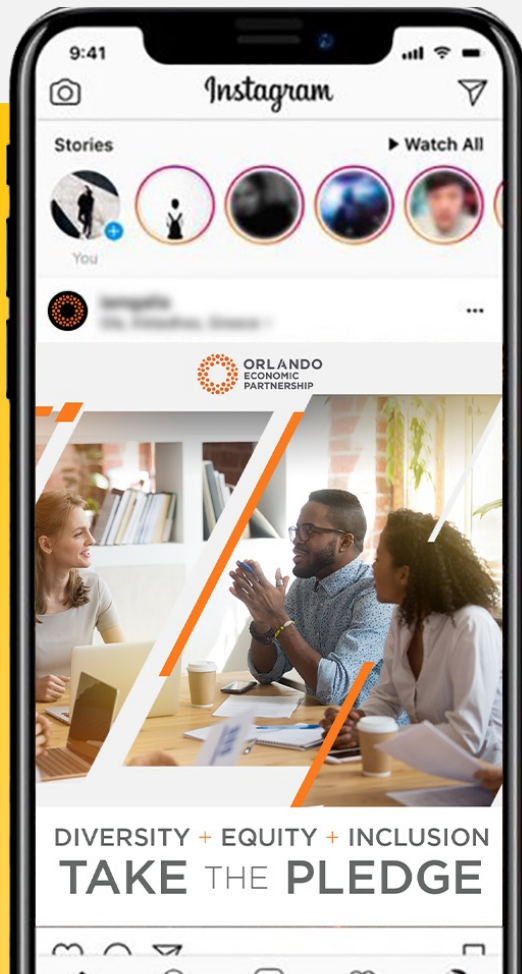 9:41
Instagram
Stories
▶ Watch All
You
ORLANDO
ECONOMIC
PARTNERSHIP
DIVERSITY + EQUITY + INCLUSION
TAKE THE PLEDGE